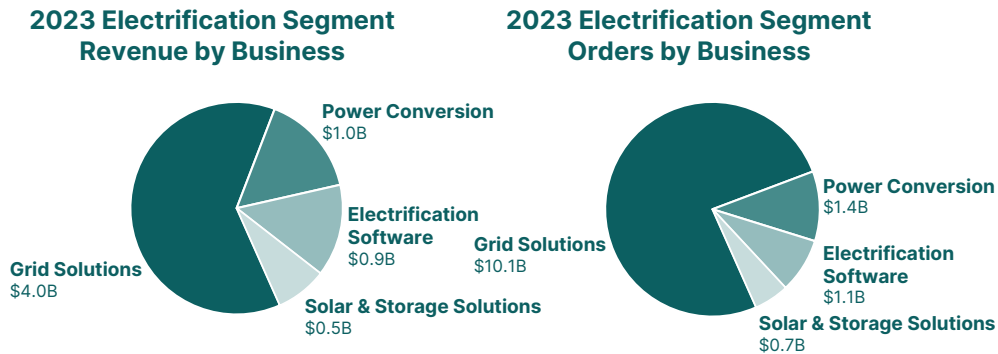 2023 Electrification Segment
Revenue by Business
Power Conversion
$1.0B
Electrification
Software
$0.9B
Grid Solutions
$4.0B
Solar & Storage Solutions
$0.5B
2023 Electrification Segment
Orders by Business
Power Conversion
$1.4B
Grid Solutions
$10.1B
Electrification
Software
$1.1B
Solar & Storage Solutions
$0.7B